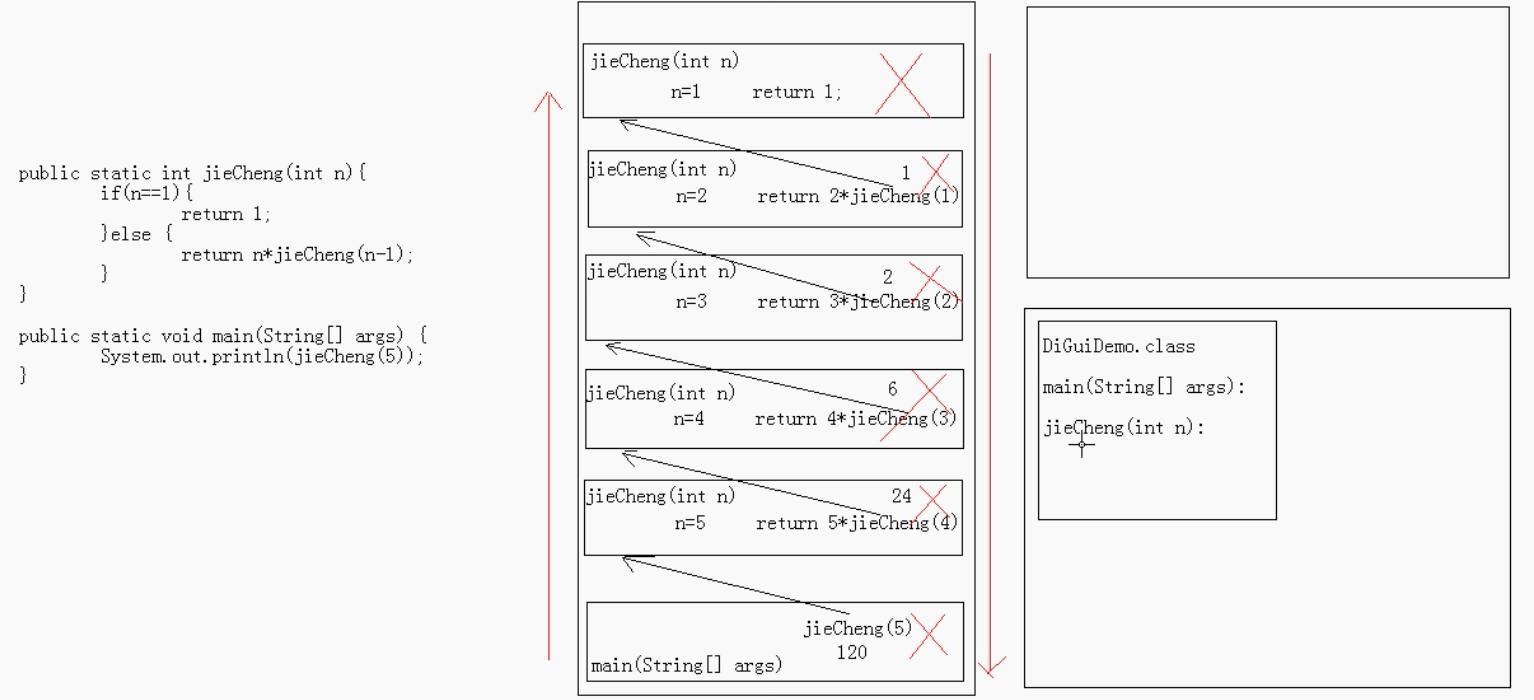 public static int jieCheng(int n){
if(n==1){
return 1;
}else {
return n*jieCheng(n-1);
}
}
public static void main(String[] args) {
System.out.println(jieCheng(5));
}
jieCheng(int n)
n=1 return 1;
jieCheng(int n)
1
n=2 return 2*jieCheng(1)
jieCheng(int n)
2
n=3 return 3*jieCheng(2)
jieCheng(int n)
6
n=4 return 4*jieCheng(3)
jieCheng(int n)
24
n=5 return 5*jieCheng(4)
jieCheng(5)
120
main(String[] args)
DiGuiDemo.class
main(String[] args):
jieCheng(int n):